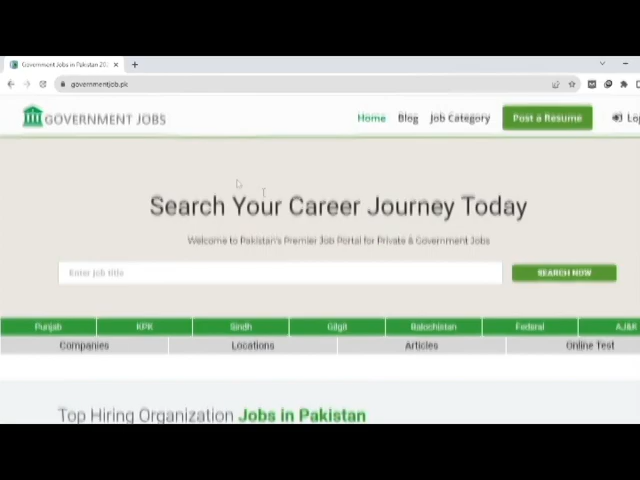 Government Jobs in Pakistan 20
governmentjob.pk
GOVERNMENT JOBS
Home Blog Job Category Post a Resume Log
Search Your Career Journey Today
Welcome to Pakistan's Premier Job Portal for Private & Government Jobs
Enter job title SEARCH NOW
Punjab KPK Sindh Gilgit Balochistan Federal AJ&K
Companies Locations Articles Online Test
Top Hiring Organization Jobs in Pakistan